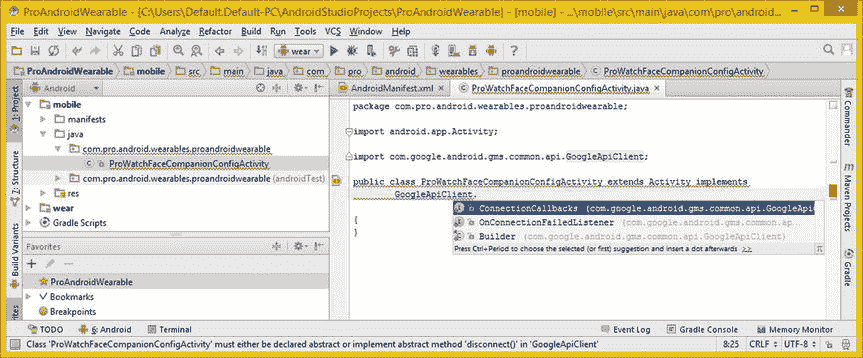 ProAndroidWearable - [C:\Users\Default.Default-PC\AndroidStudioProjects\ProAndroidWearable] - [mobile] - ...\mobile\src\main\java\com\pro\android...
File Edit View Navigate Code Analyze Refactor Build Run Tools VCS Window Help
wear
ProAndroidWearable mobile src main java com pro android wearables proandroidwearable ProWatchFaceCompanionConfigActivity
1: Project
Android
mobile
manifests
java
com.pro.android.wearables.proandroidwearable
ProWatchFaceCompanionConfigActivity
com.pro.android.wearables.proandroidwearable (androidTest)
res
wear
Gradle Scripts
7: Structure
Build Variants
Favorites
ProAndroidWearable
Bookmarks
Breakpoints
AndroidManifest.xml ProWatchFaceCompanionConfigActivity.java
package com.pro.android.wearables.proandroidwearable;
import android.app.Activity;
import com.google.android.gms.common.api.GoogleApiClient;
public class ProWatchFaceCompanionConfigActivity extends Activity implements
GoogleApiClient.
ConnectionCallbacks (com.google.android.gms.common.api.GoogleApi
OnConnectionFailedListener (com.google.android.gms.common.ap...
Builder (com.google.android.gms.common.api.GoogleApiClient)
Press Ctrl+Period to choose the selected (or first) suggestion and insert a dot afterwards >>
{
}
Commander
Maven Projects
Gradle
TODO 6: Android Terminal Event Log Gradle Console Memory Monitor
Class 'ProWatchFaceCompanionConfigActivity' must either be declared abstract or implement abstract method 'disconnect()' in 'GoogleApiClient' 8:25 CRLF UTF-8